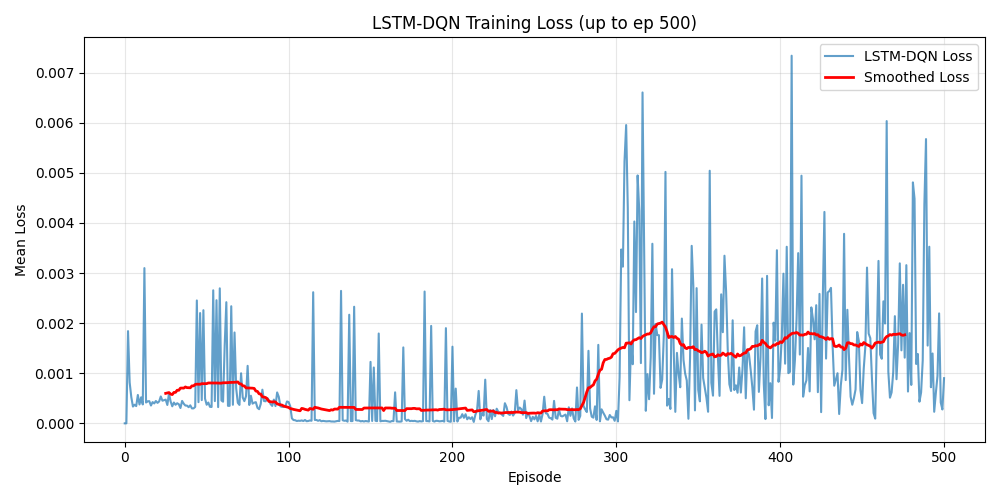 LSTM-DQN Training Loss (up to ep 500)
LSTM-DQN Loss
Smoothed Loss
Mean Loss
0.007
0.006
0.005
0.004
0.003
0.002
0.001
0.000
0 100 200 300 400 500
Episode